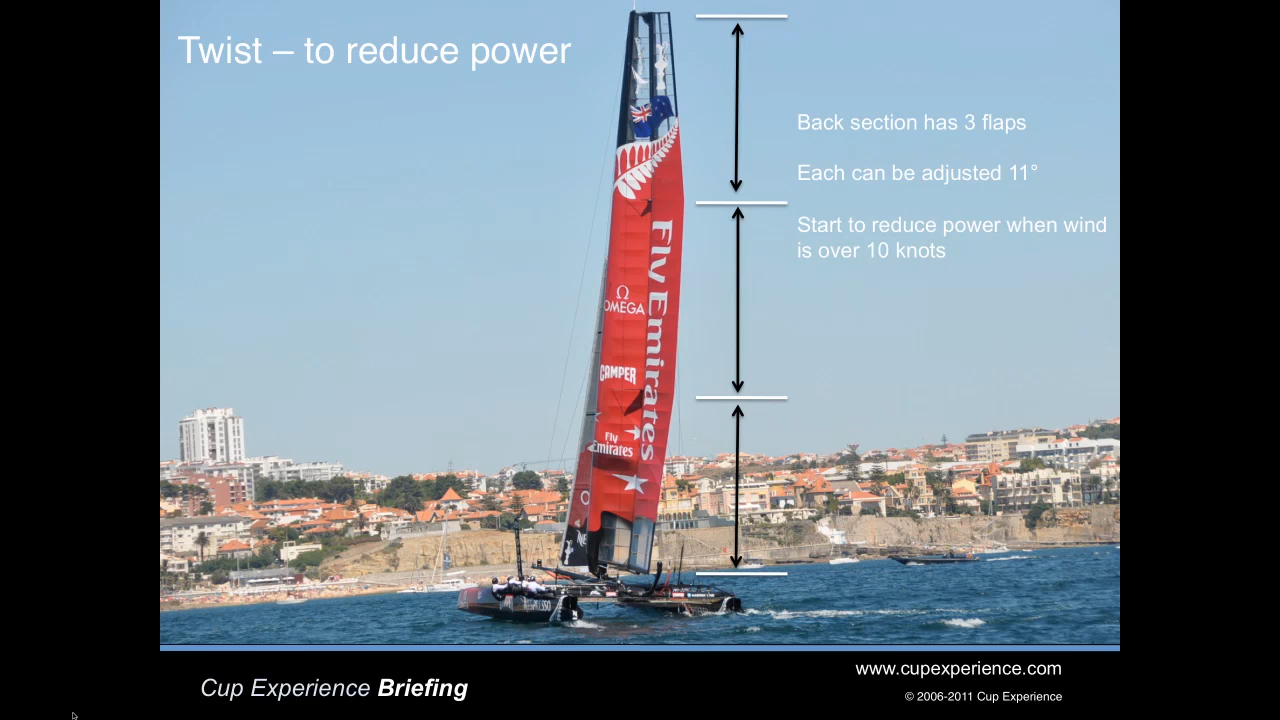 Twist – to reduce power
Back section has 3 flaps
Each can be adjusted 11°
Start to reduce power when wind
is over 10 knots
Fly Emirates
Ω
OMEGA
CAMPER
Fly
Emirates
Cup Experience Briefing
www.cupexperience.com
© 2006-2011 Cup Experience